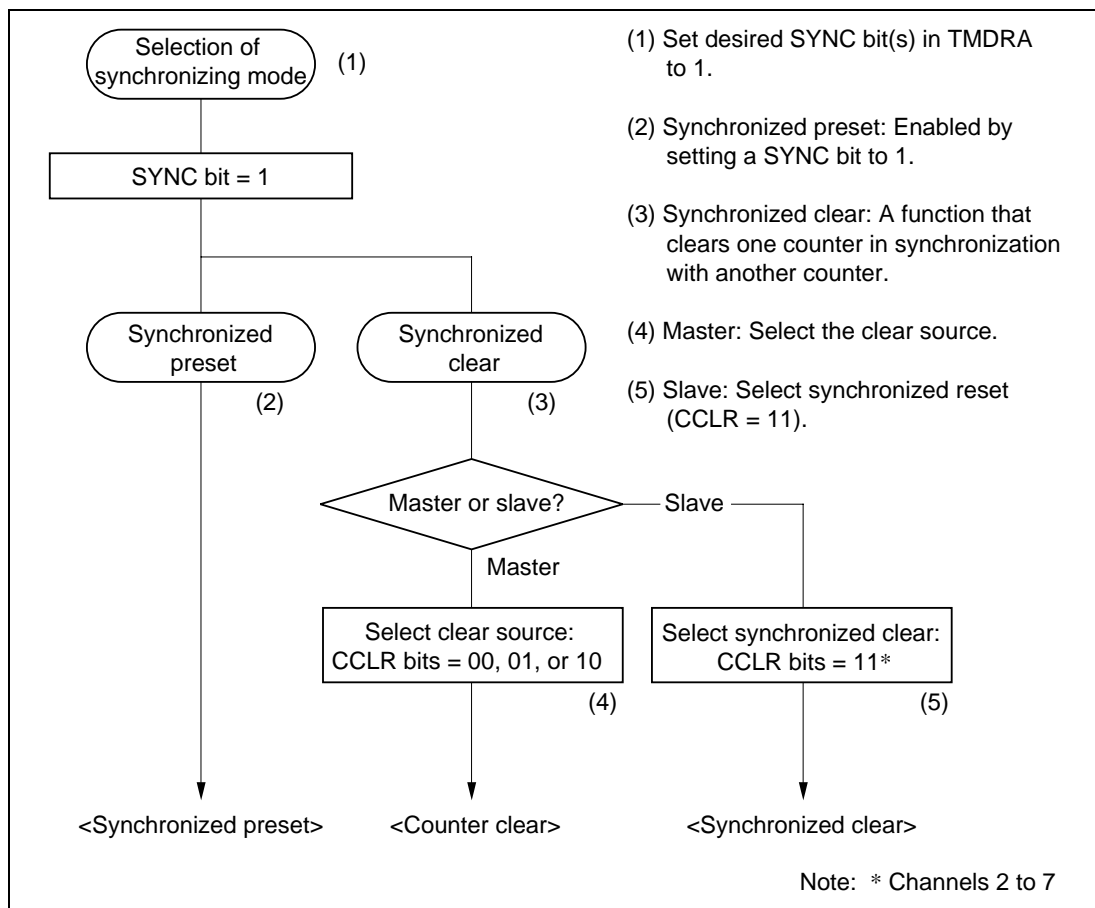 Selection of
synchronizing mode
(1)
SYNC bit = 1
Synchronized
preset
(2)
Synchronized
clear
(3)
Master or slave?
Slave
Master
Select clear source:
CCLR bits = 00, 01, or 10
(4)
Select synchronized clear:
CCLR bits = 11*
(5)
<Synchronized preset>
<Counter clear>
<Synchronized clear>
(1) Set desired SYNC bit(s) in TMDRA
to 1.
(2) Synchronized preset: Enabled by
setting a SYNC bit to 1.
(3) Synchronized clear: A function that
clears one counter in synchronization
with another counter.
(4) Master: Select the clear source.
(5) Slave: Select synchronized reset
(CCLR = 11).
Note: * Channels 2 to 7